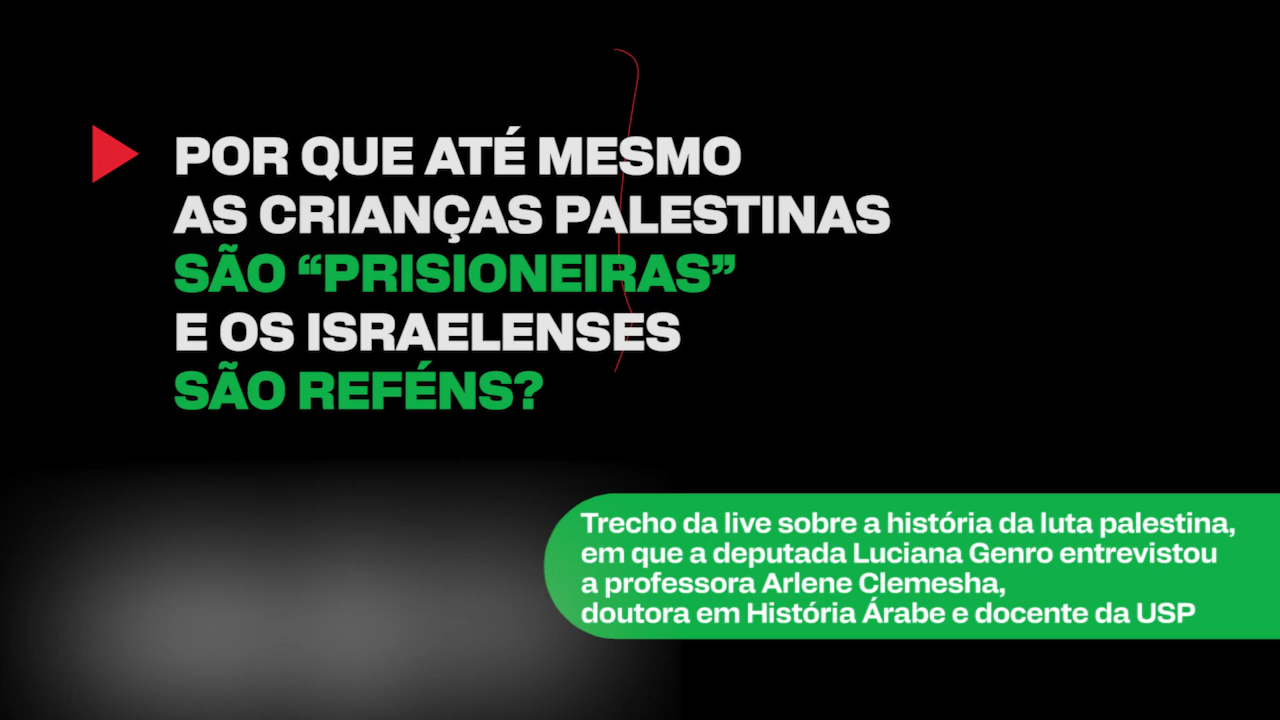 POR QUE ATÉ MESMO
AS CRIANÇAS PALESTINAS
SÃO “PRISIONEIRAS”
E OS ISRAELENSES
SÃO REFÉNS?
Trecho da live sobre a história da luta palestina,
em que a deputada Luciana Genro entrevistou
a professora Arlene Clemesha,
doutora em História Árabe e docente da USP